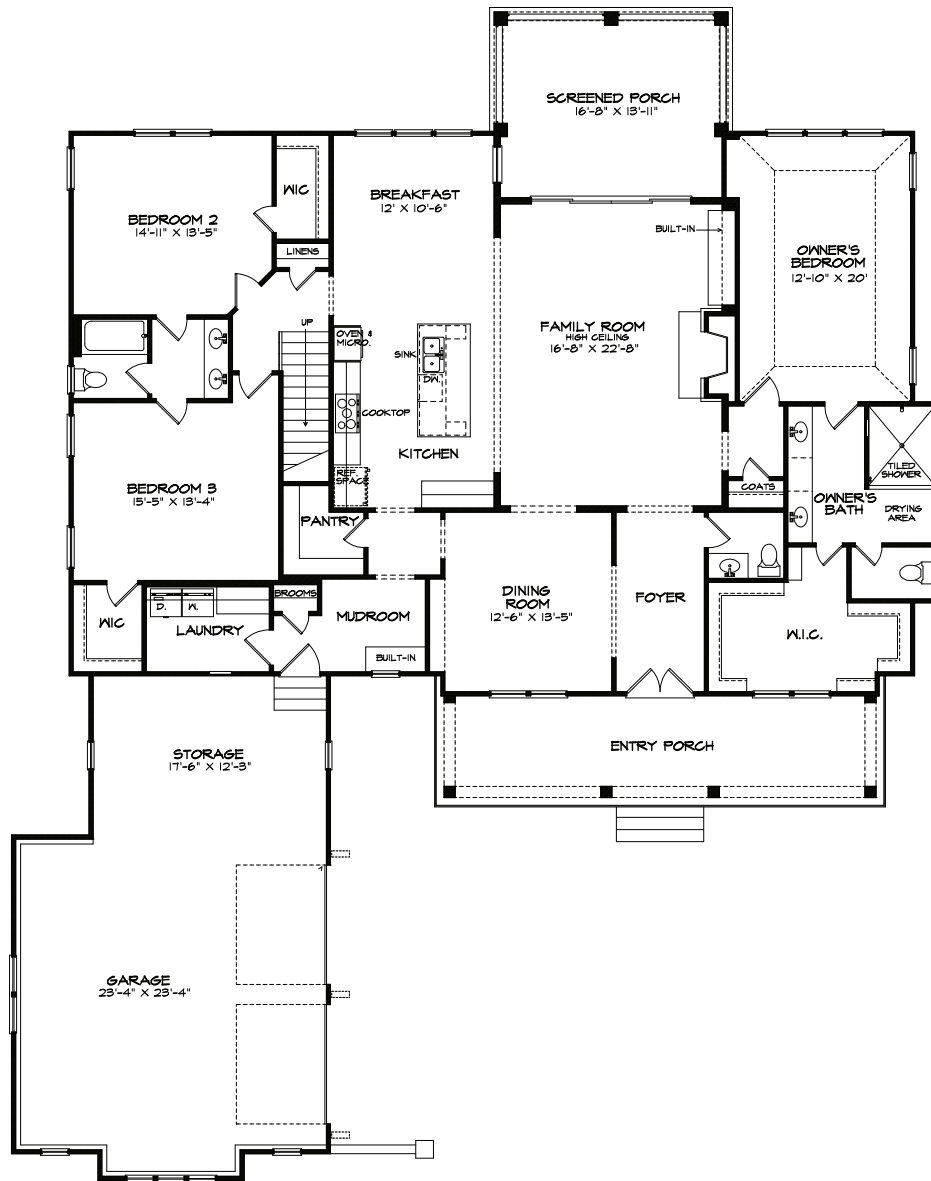 SCREENED PORCH
16'-8" X 13'-11"
WIC
BREAKFAST
12' X 10'-6"
BEDROOM 2
14'-11" X 13'-5"
BUILT-IN
LINENS
OWNER'S
BEDROOM
12'-10" X 20'
UP
OVEN &
MICRO.
SINK
DW.
FAMILY ROOM
HIGH CEILING
16'-8" X 22'-8"
COOKTOP
KITCHEN
REF.
SPACE
BEDROOM 3
15'-5" X 13'-4"
COATS
TILED
SHOWER
OWNER'S
BATH
DRYING
AREA
PANTRY
DINING
ROOM
12'-6" X 13'-5"
FOYER
BROOMS
D.
W.
WIC
LAUNDRY
MUDROOM
W.I.C.
BUILT-IN
ENTRY PORCH
STORAGE
17'-6" X 12'-3"
GARAGE
23'-4" X 23'-4"